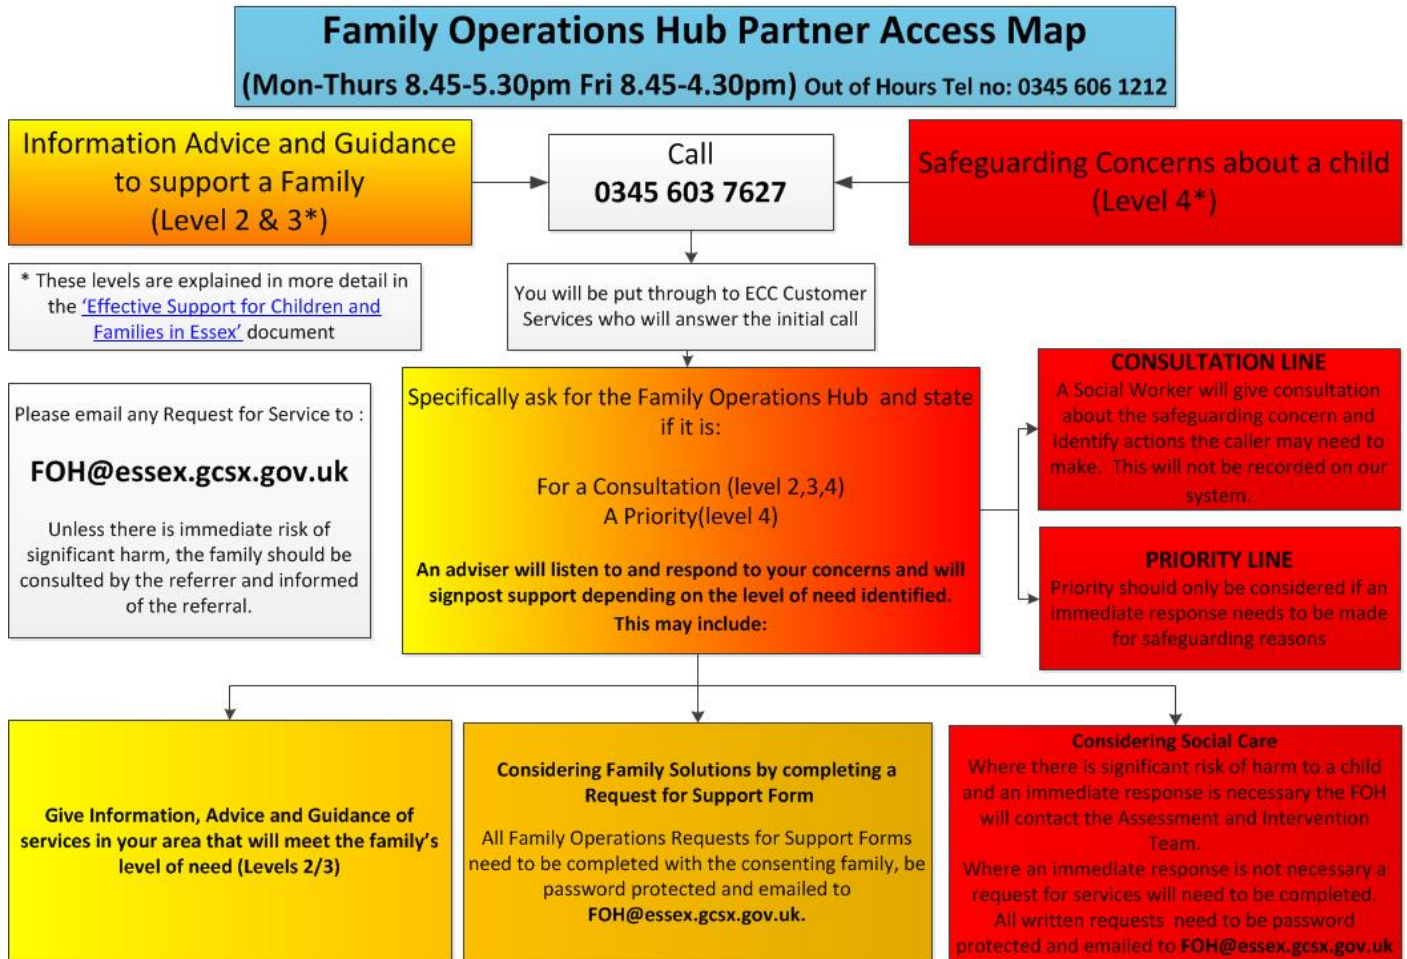 Family Operations Hub Partner Access Map
(Mon-Thurs 8.45-5.30pm Fri 8.45-4.30pm) Out of Hours Tel no: 0345 606 1212
Information Advice and Guidance
to support a Family
(Level 2 & 3*)
Call
0345 603 7627
Safeguarding Concerns about a child
(Level 4*)
* These levels are explained in more detail in
the 'Effective Support for Children and
Families in Essex' document
You will be put through to ECC Customer
Services who will answer the initial call
Please email any Request for Service to :
FOH@essex.gcsx.gov.uk
Unless there is immediate risk of
significant harm, the family should be
consulted by the referrer and informed
of the referral.
Specifically ask for the Family Operations Hub and state
if it is:
For a Consultation (level 2,3,4)
A Priority(level 4)
An adviser will listen to and respond to your concerns and will
signpost support depending on the level of need identified.
This may include:
CONSULTATION LINE
A Social Worker will give consultation
about the safeguarding concern and
identify actions the caller may need to
make. This will not be recorded on our
system.
PRIORITY LINE
Priority should only be considered if an
immediate response needs to be made
for safeguarding reasons
Give Information, Advice and Guidance of
services in your area that will meet the family's
level of need (Levels 2/3)
Considering Family Solutions by completing a
Request for Support Form
All Family Operations Requests for Support Forms
need to be completed with the consenting family, be
password protected and emailed to
FOH@essex.gcsx.gov.uk.
Considering Social Care
Where there is significant risk of harm to a child
and an immediate response is necessary the FOH
will contact the Assessment and Intervention
Team.
Where an immediate response is not necessary a
request for services will need to be completed.
All written requests need to be password
protected and emailed to FOH@essex.gcsx.gov.uk